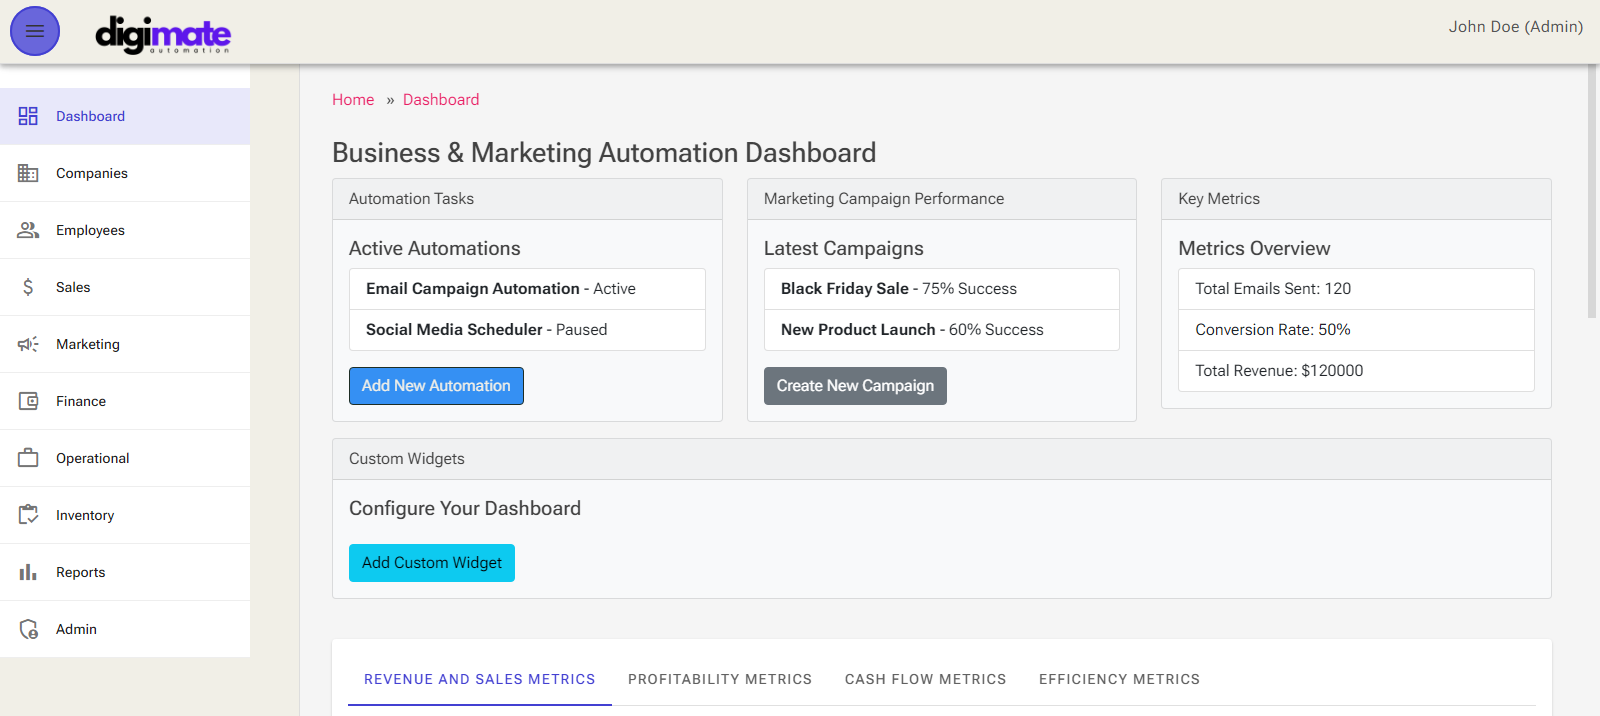 digimate
automation
John Doe (Admin)
Dashboard
Companies
Employees
Sales
Marketing
Finance
Operational
Inventory
Reports
Admin
Home » Dashboard
Business & Marketing Automation Dashboard
Automation Tasks
Active Automations
Email Campaign Automation - Active
Social Media Scheduler - Paused
Add New Automation
Marketing Campaign Performance
Latest Campaigns
Black Friday Sale - 75% Success
New Product Launch - 60% Success
Create New Campaign
Key Metrics
Metrics Overview
Total Emails Sent: 120
Conversion Rate: 50%
Total Revenue: $120000
Custom Widgets
Configure Your Dashboard
Add Custom Widget
REVENUE AND SALES METRICS PROFITABILITY METRICS CASH FLOW METRICS EFFICIENCY METRICS